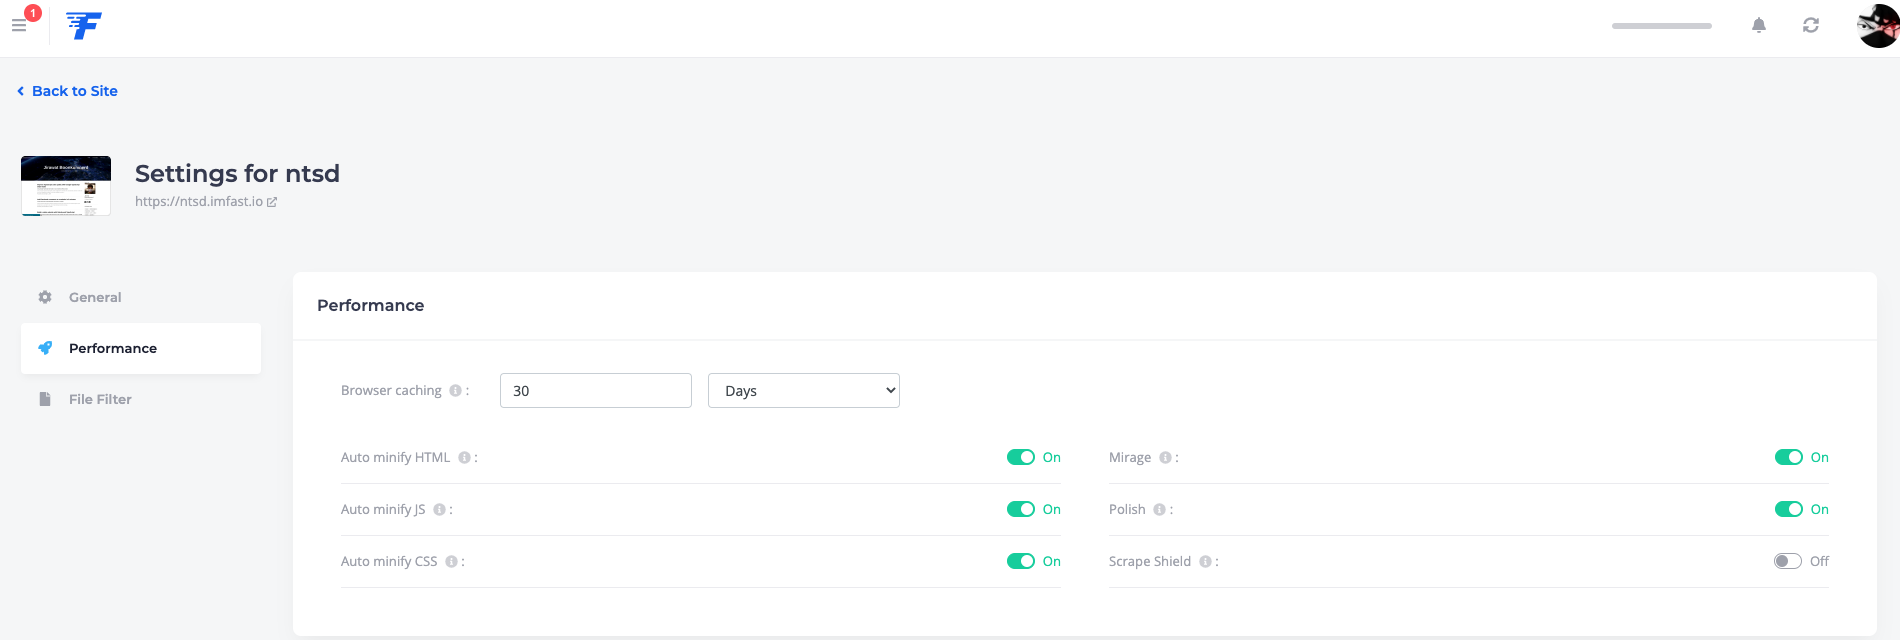 1
Back to Site
Settings for ntsd
https://ntsd.imfast.io
General
Performance
File Filter
Performance
Browser caching :
30
Days
Auto minify HTML :
On
Mirage :
On
Auto minify JS :
On
Polish :
On
Auto minify CSS :
On
Scrape Shield :
Off